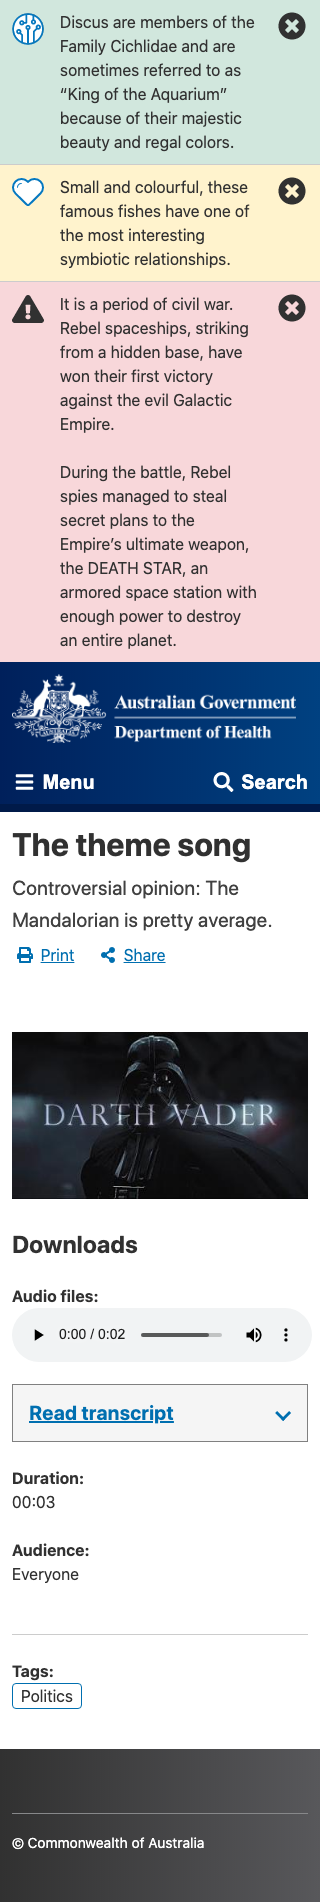 Discus are members of the
Family Cichlidae and are
sometimes referred to as
“King of the Aquarium”
because of their majestic
beauty and regal colors.
Small and colourful, these
famous fishes have one of
the most interesting
symbiotic relationships.
It is a period of civil war.
Rebel spaceships, striking
from a hidden base, have
won their first victory
against the evil Galactic
Empire.
During the battle, Rebel
spies managed to steal
secret plans to the
Empire’s ultimate weapon,
the DEATH STAR, an
armored space station with
enough power to destroy
an entire planet.
Australian Government
Department of Health
Menu Search
The theme song
Controversial opinion: The
Mandalorian is pretty average.
Print Share
DARTH VADER
Downloads
Audio files:
0:00 / 0:02
Read transcript
Duration:
00:03
Audience:
Everyone
Tags:
Politics
© Commonwealth of Australia